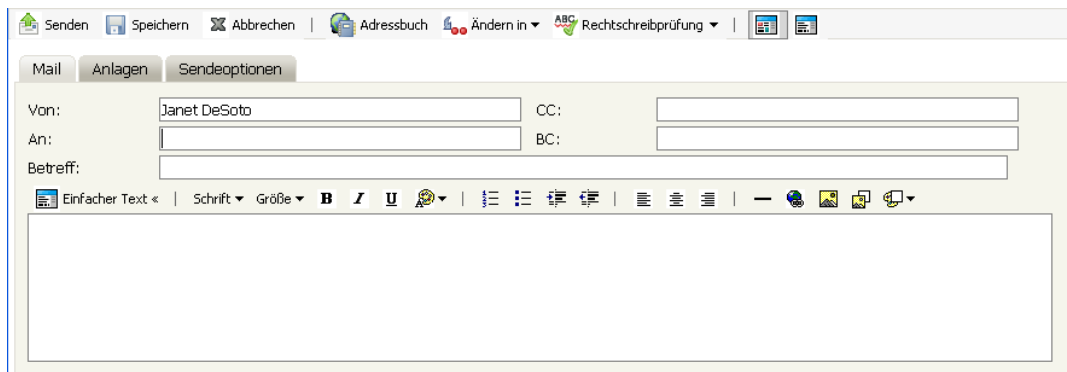 Senden Speichern Abbrechen | Adressbuch Ändern in ABC Rechtschreibprüfung |
Mail Anlagen Sendeoptionen
Von: Janet DeSoto CC:
An: BC:
Betreff:
Einfacher Text « | Schrift Größe B I U | | |